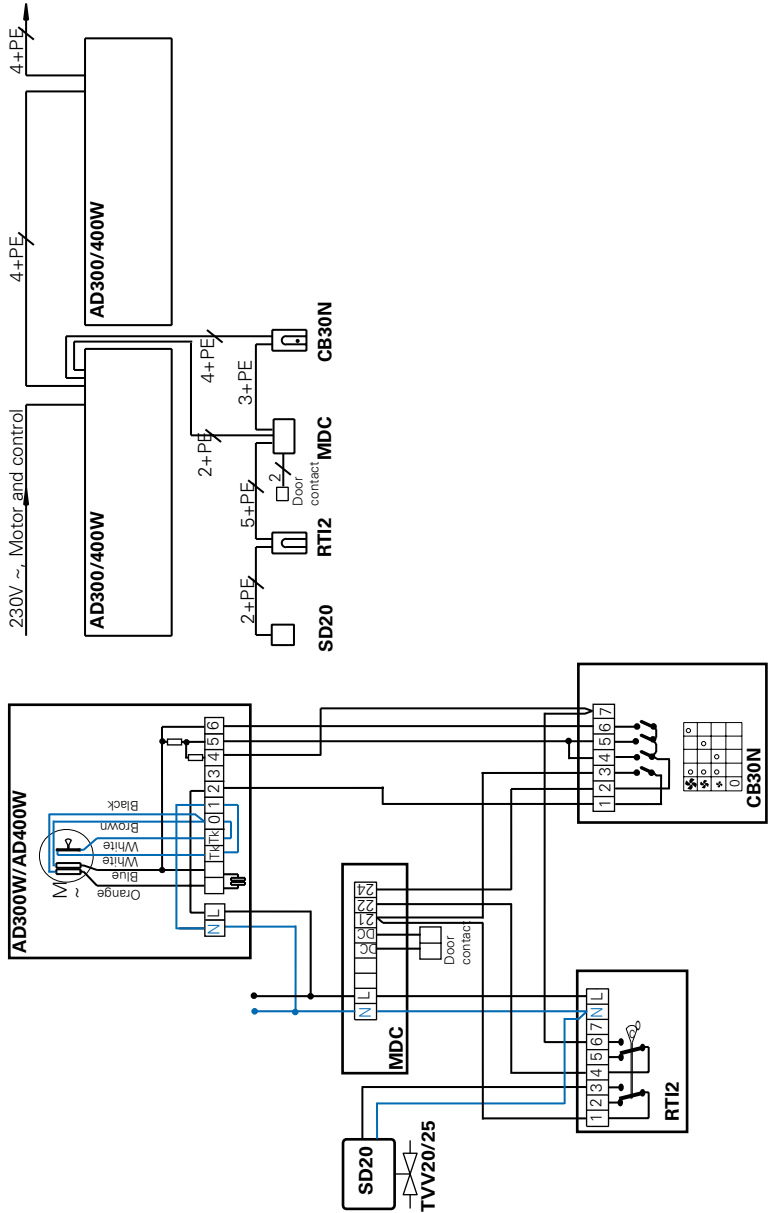 4+PE
4+PE
AD300/400W
AD300/400W
230V ~, Motor and control
4+PE
3+PE
2+PE
5+PE
2+PE
2
Door
contact
CB30N
MDC
RTI2
SD20
AD300W/AD400W
M
~
Orange
Blue
White
White
Brown
Black
N L Tk Tk 0 1 2 3 4 5 6
MDC
N L DC DC 21 22 24
Door
contact
CB30N
1 2 3 4 5 6 7
0
RTI2
1 2 3 4 5 6 7 N L
SD20
TVV20/25